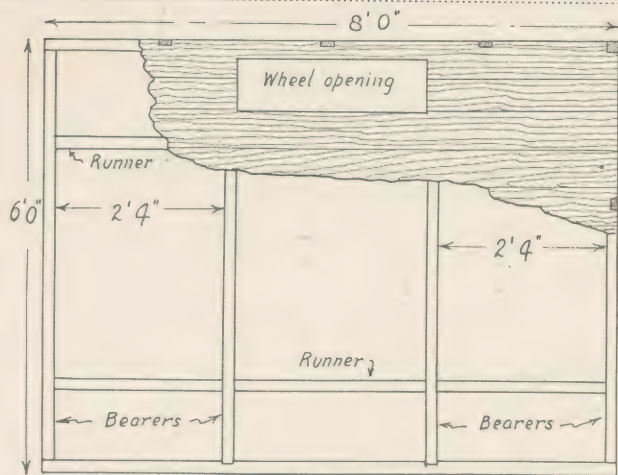 8' 0"
Wheel opening
Runner
6'0"
2' 4"
2' 4"
Runner
Bearers
Bearers